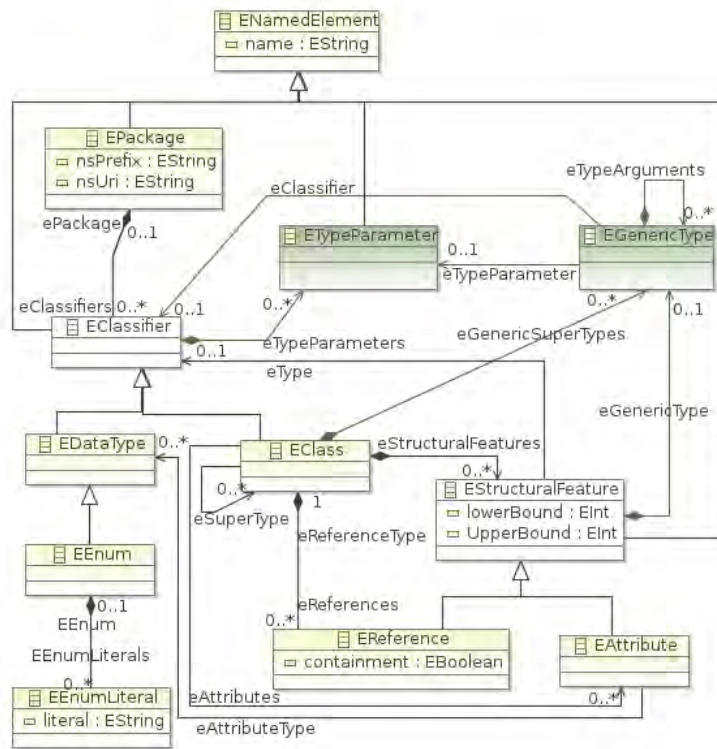 ENamedElement
name : EString
EPackage
nsPrefix : EString
nsUri : EString
eTypeArguments
eClassifier
ePackage
0..1
ETypeParameter
0..1
0..*
EGenericType
eTypeParameter
eClassifiers
0..*
0..1
0..*
0..*
0..1
EClassifier
0..1
eTypeParameters
eGenericSuperTypes
eType
eGenericType
EDataType
0..*
EClass
eStructuralFeatures
0..*
0..*
1
eSuperType
EStructuralFeature
lowerBound : EInt
UpperBound : EInt
eReferenceType
EEnum
0..1
EEnum
eReferences
0..*
EReference
containment : EBoolean
EAttribute
EEnumLiterals
0..*
EEnumLiteral
literal : EString
eAttributes
0..*
eAttributeType